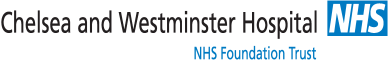 Chelsea and Westminster Hospital NHS
NHS Foundation Trust